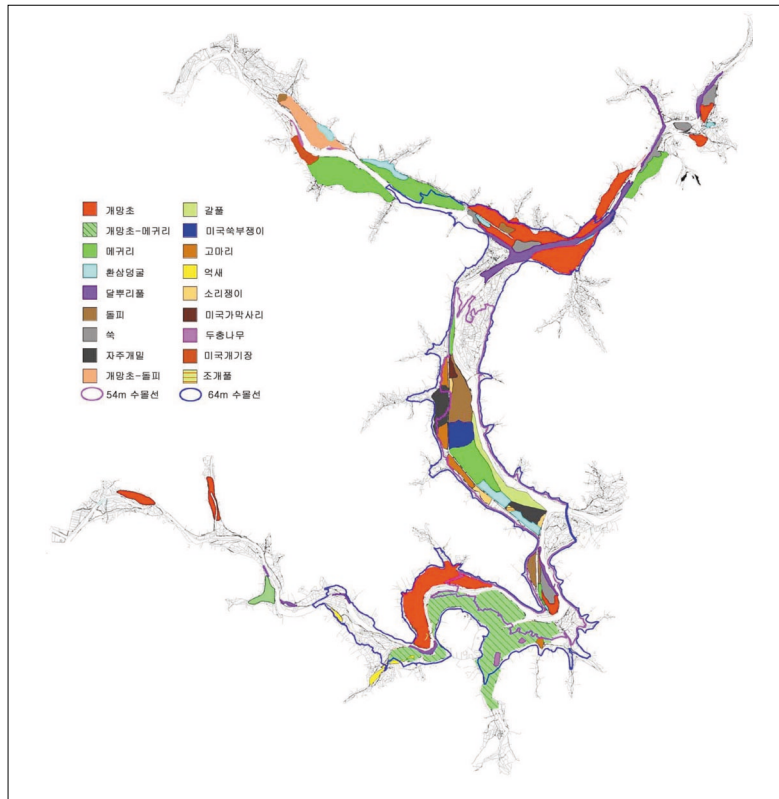 개망초
개망초-메귀리
메귀리
환삼덩굴
달뿌리풀
돌피
쑥
자주개밀
개망초-돌피
54m 수몰선
갈풀
미국쑥부쟁이
고마리
억새
소리쟁이
미국가막사리
두충나무
미국개기장
조개풀
64m 수몰선